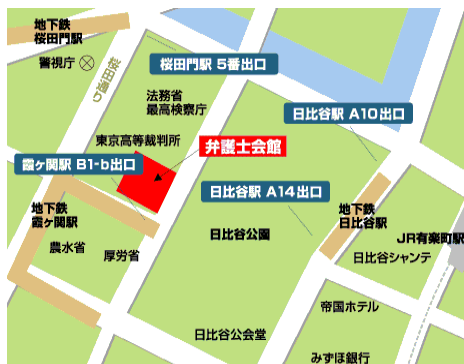 地下鉄
桜田門駅
警視庁
桜田通り
桜田門駅 5番出口
法務省
最高検察庁
日比谷駅 A10出口
東京高等裁判所
弁護士会館
霞ヶ関駅 B1-b出口
日比谷駅 A14出口
地下鉄
霞ヶ関駅
農水省
厚労省
日比谷公園
地下鉄
日比谷駅
JR有楽町駅
日比谷シャンテ
帝国ホテル
日比谷公会堂
みずほ銀行